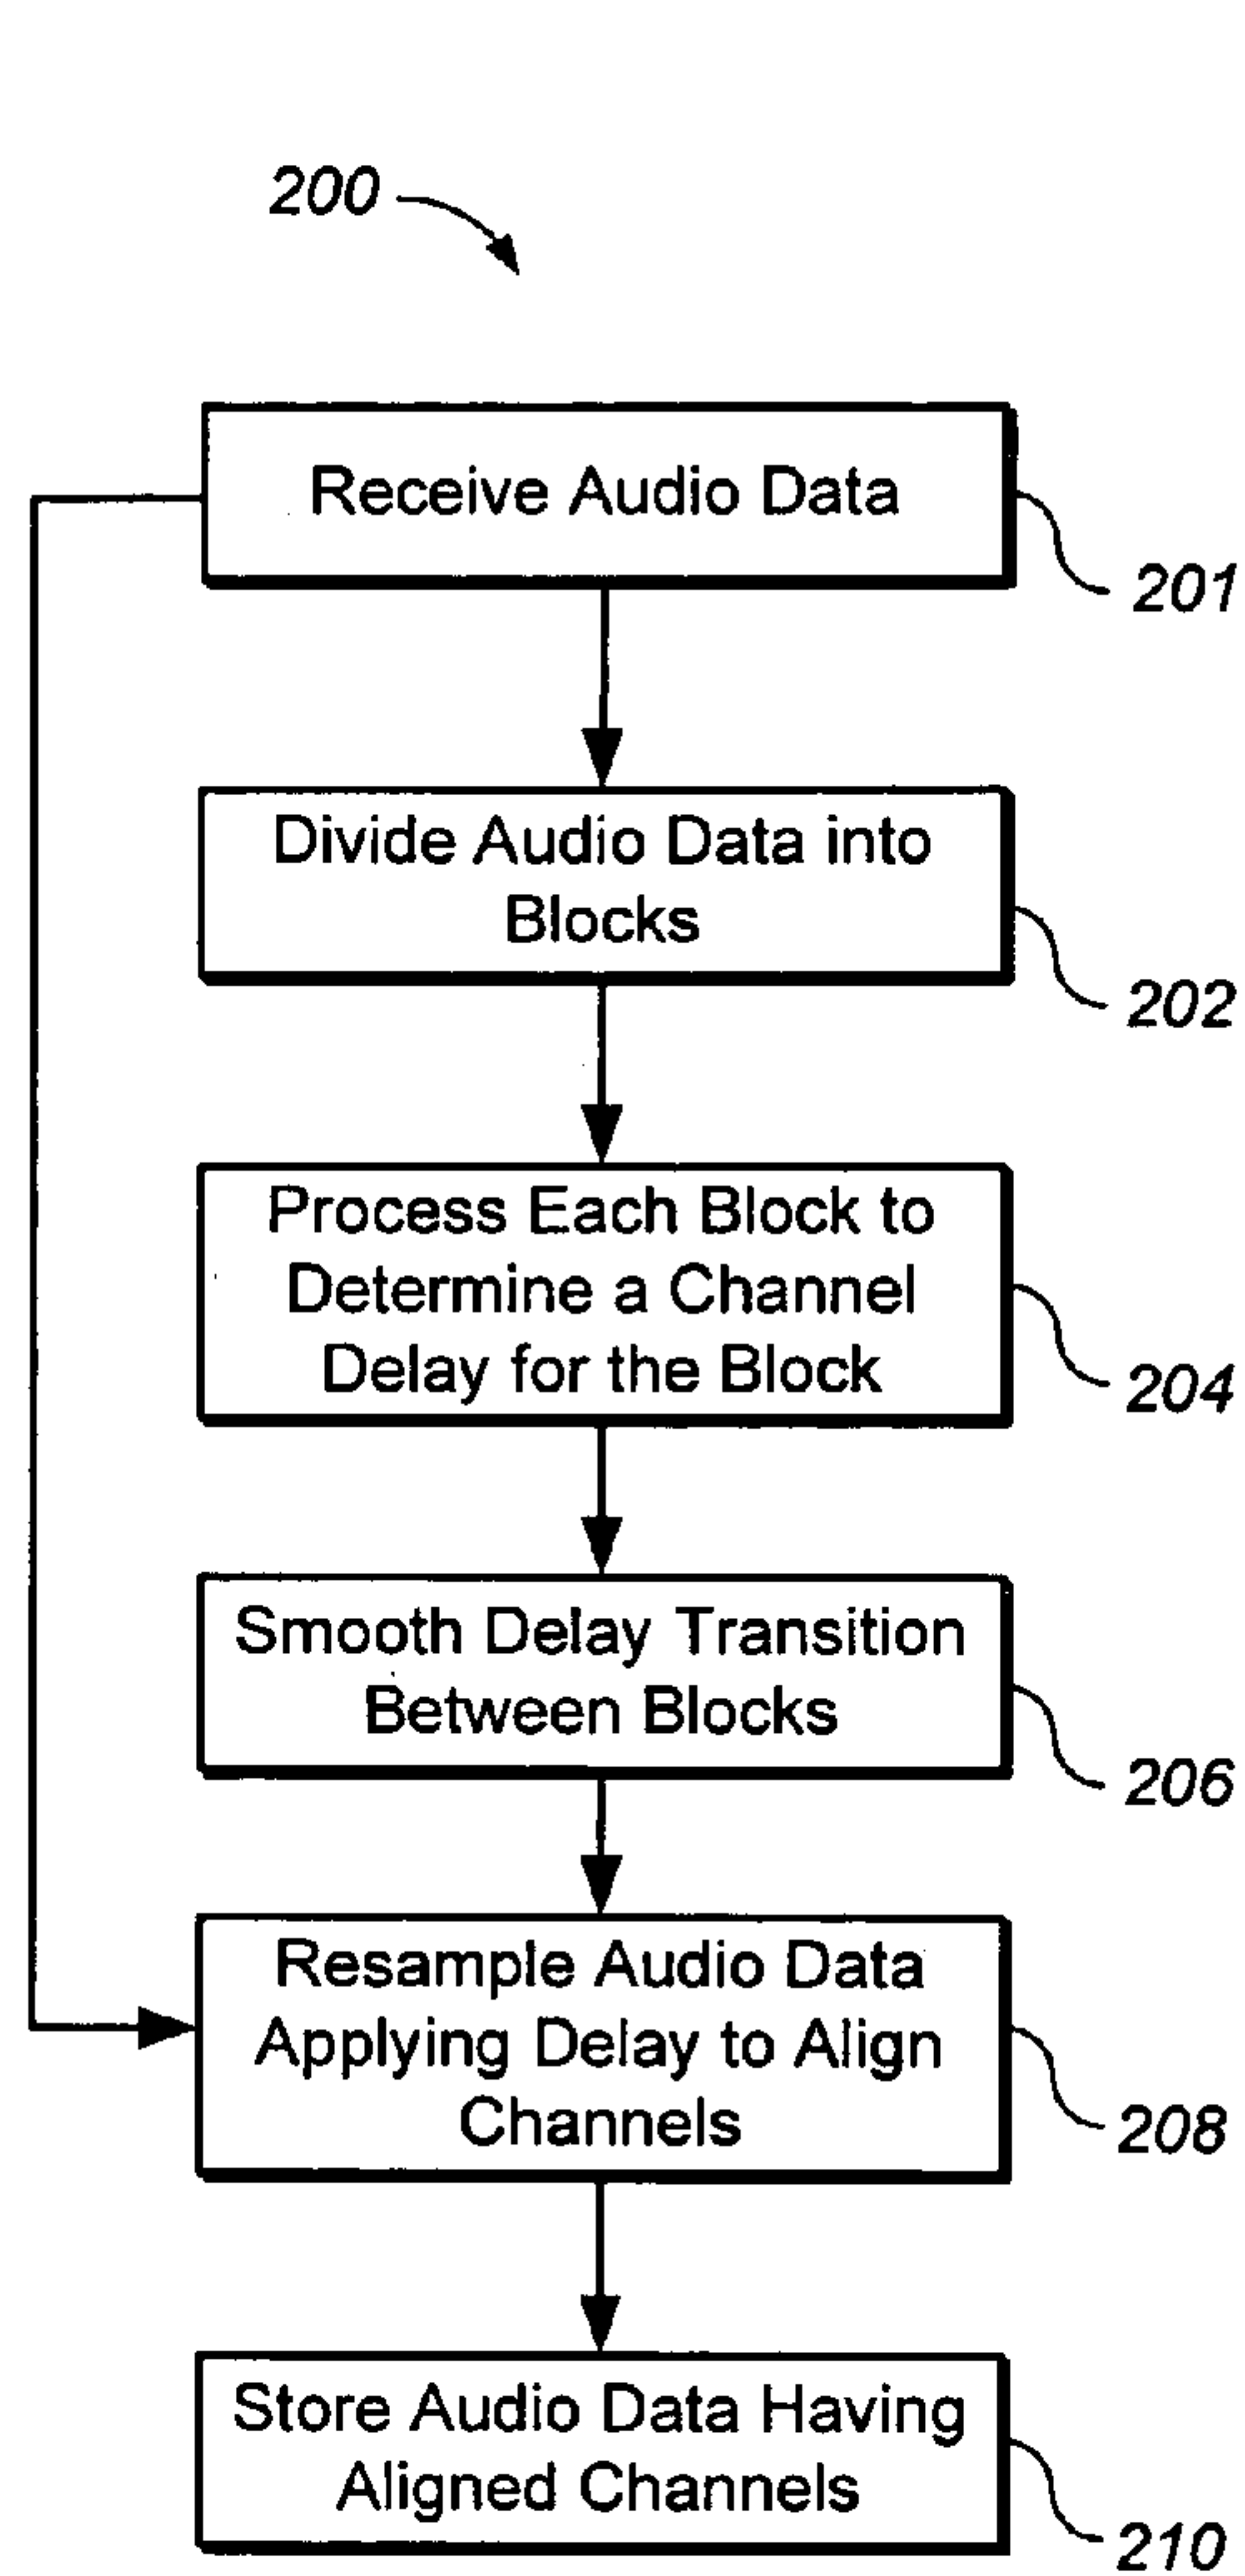 200
Receive Audio Data
201
Divide Audio Data into
Blocks
202
Process Each Block to
Determine a Channel
Delay for the Block
204
Smooth Delay Transition
Between Blocks
206
Resample Audio Data
Applying Delay to Align
Channels
208
Store Audio Data Having
Aligned Channels
210